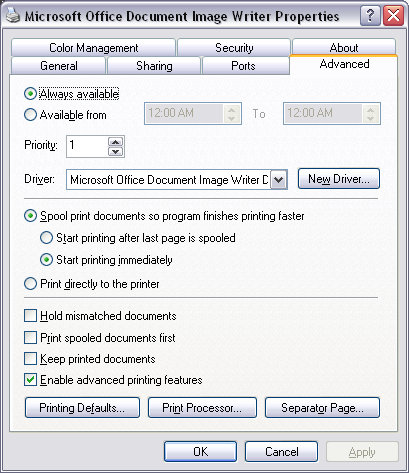 Microsoft Office Document Image Writer Properties
Color Management Security About
General Sharing Ports Advanced
Always available
Available from 12:00 AM To 12:00 AM
Priority: 1
Driver: Microsoft Office Document Image Writer D New Driver...
Spool print documents so program finishes printing faster
Start printing after last page is spooled
Start printing immediately
Print directly to the printer
Hold mismatched documents
Print spooled documents first
Keep printed documents
Enable advanced printing features
Printing Defaults... Print Processor... Separator Page...
OK Cancel Apply